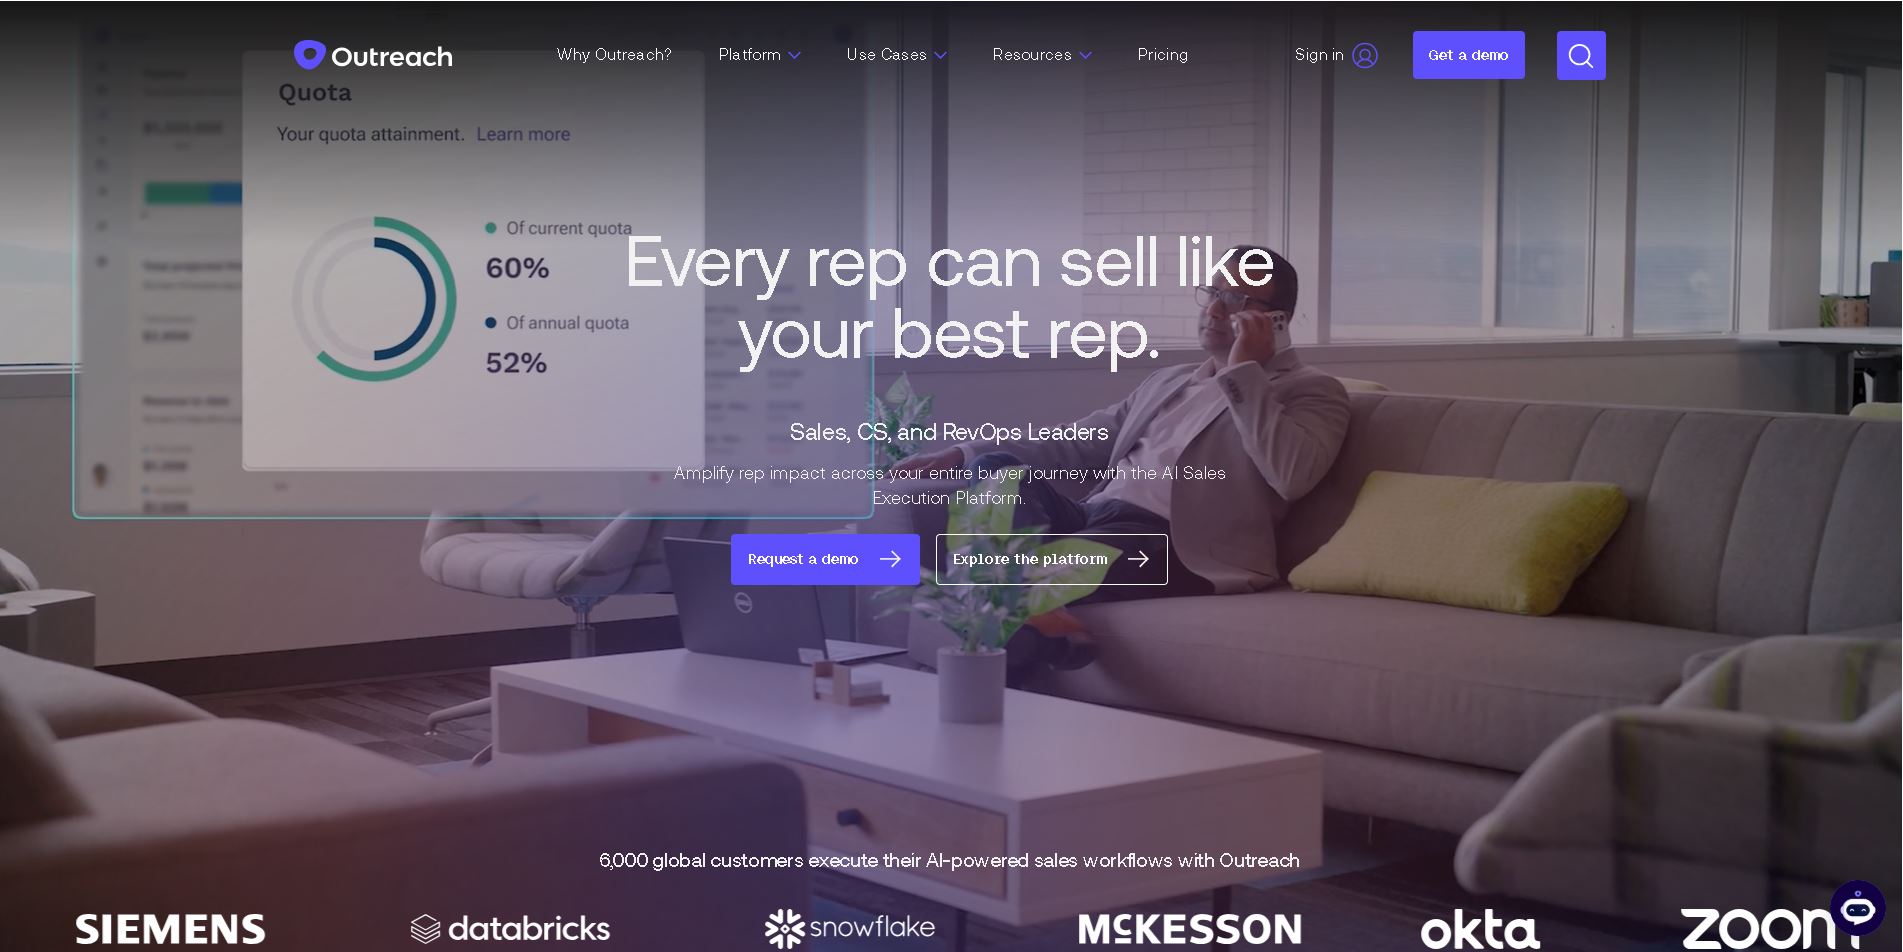 Outreach
Why Outreach?
Platform
Use Cases
Resources
Pricing
Sign in
Get a demo
Quota
Your quota attainment. Learn more
Of current quota
60%
Of annual quota
52%
Every rep can sell like
your best rep.
Sales, CS, and RevOps Leaders
Amplify rep impact across your entire buyer journey with the AI Sales
Execution Platform.
Request a demo
Explore the platform
DELL
6,000 global customers execute their AI-powered sales workflows with Outreach
SIEMENS
databricks
snowflake
MCKESSON
okta
zoom